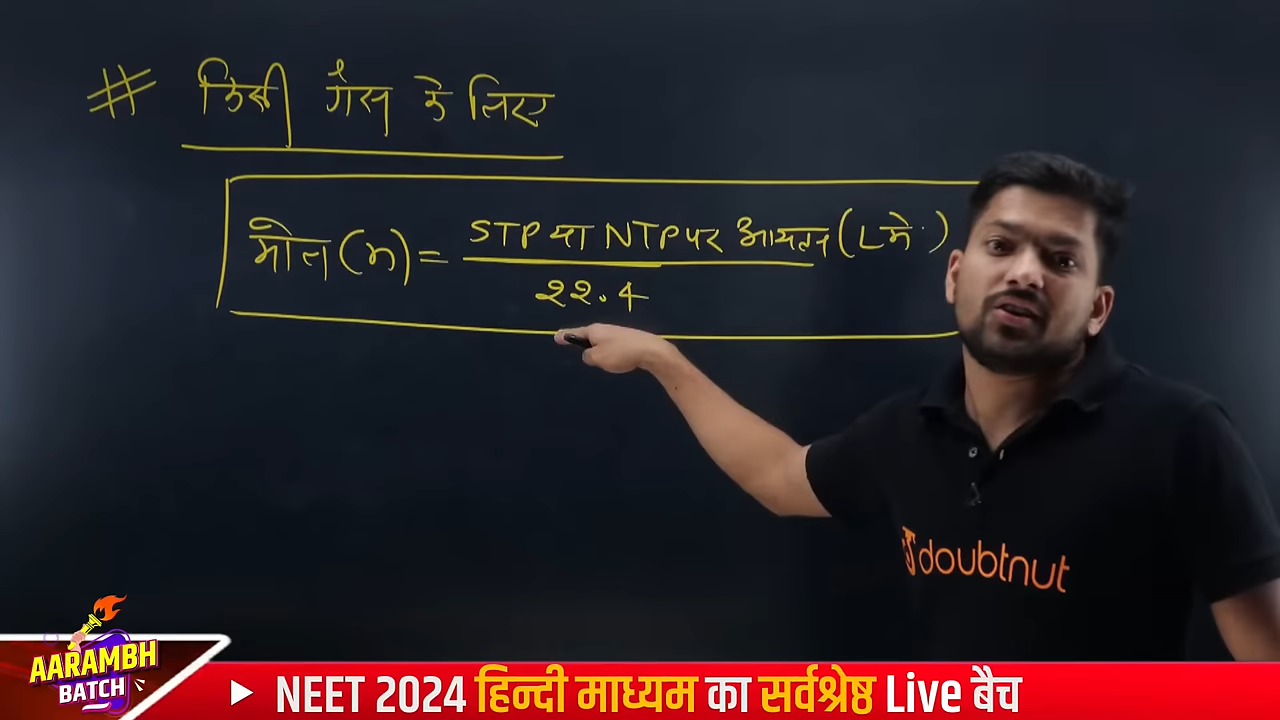 # किसी गैस के लिए
मोल (n) = STP या NTP पर आयतन (L में)
22.4
doubtnut
AARAMBH
BATCH
NEET 2024 हिन्दी माध्यम का सर्वश्रेष्ठ Live बैच